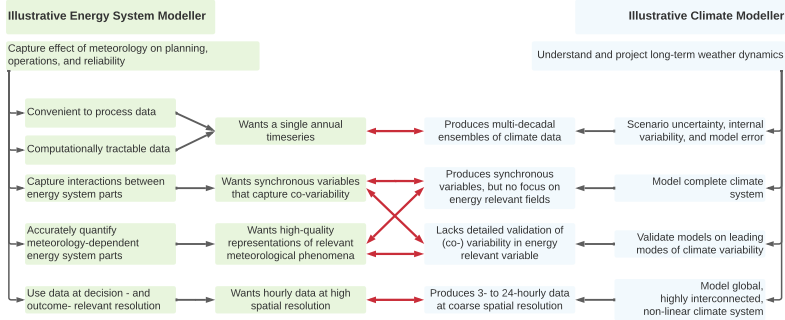 Illustrative Energy System Modeller
Illustrative Climate Modeller
Capture effect of meteorology on planning,
operations, and reliability
Understand and project long-term weather dynamics
Convenient to process data
Computationally tractable data
Wants a single annual
timeseries
Produces multi-decadal
ensembles of climate data
Scenario uncertainty, internal
variability, and model error
Capture interactions between
energy system parts
Wants synchronous variables
that capture co-variability
Produces synchronous
variables, but no focus on
energy relevant fields
Model complete climate
system
Accurately quantify
meteorology-dependent
energy system parts
Wants high-quality
representations of relevant
meteorological phenomena
Lacks detailed validation of
(co-) variability in energy
relevant variable
Validate models on leading
modes of climate variability
Use data at decision - and
outcome- relevant resolution
Wants hourly data at high
spatial resolution
Produces 3- to 24-hourly data
at coarse spatial resolution
Model global,
highly interconnected,
non-linear climate system